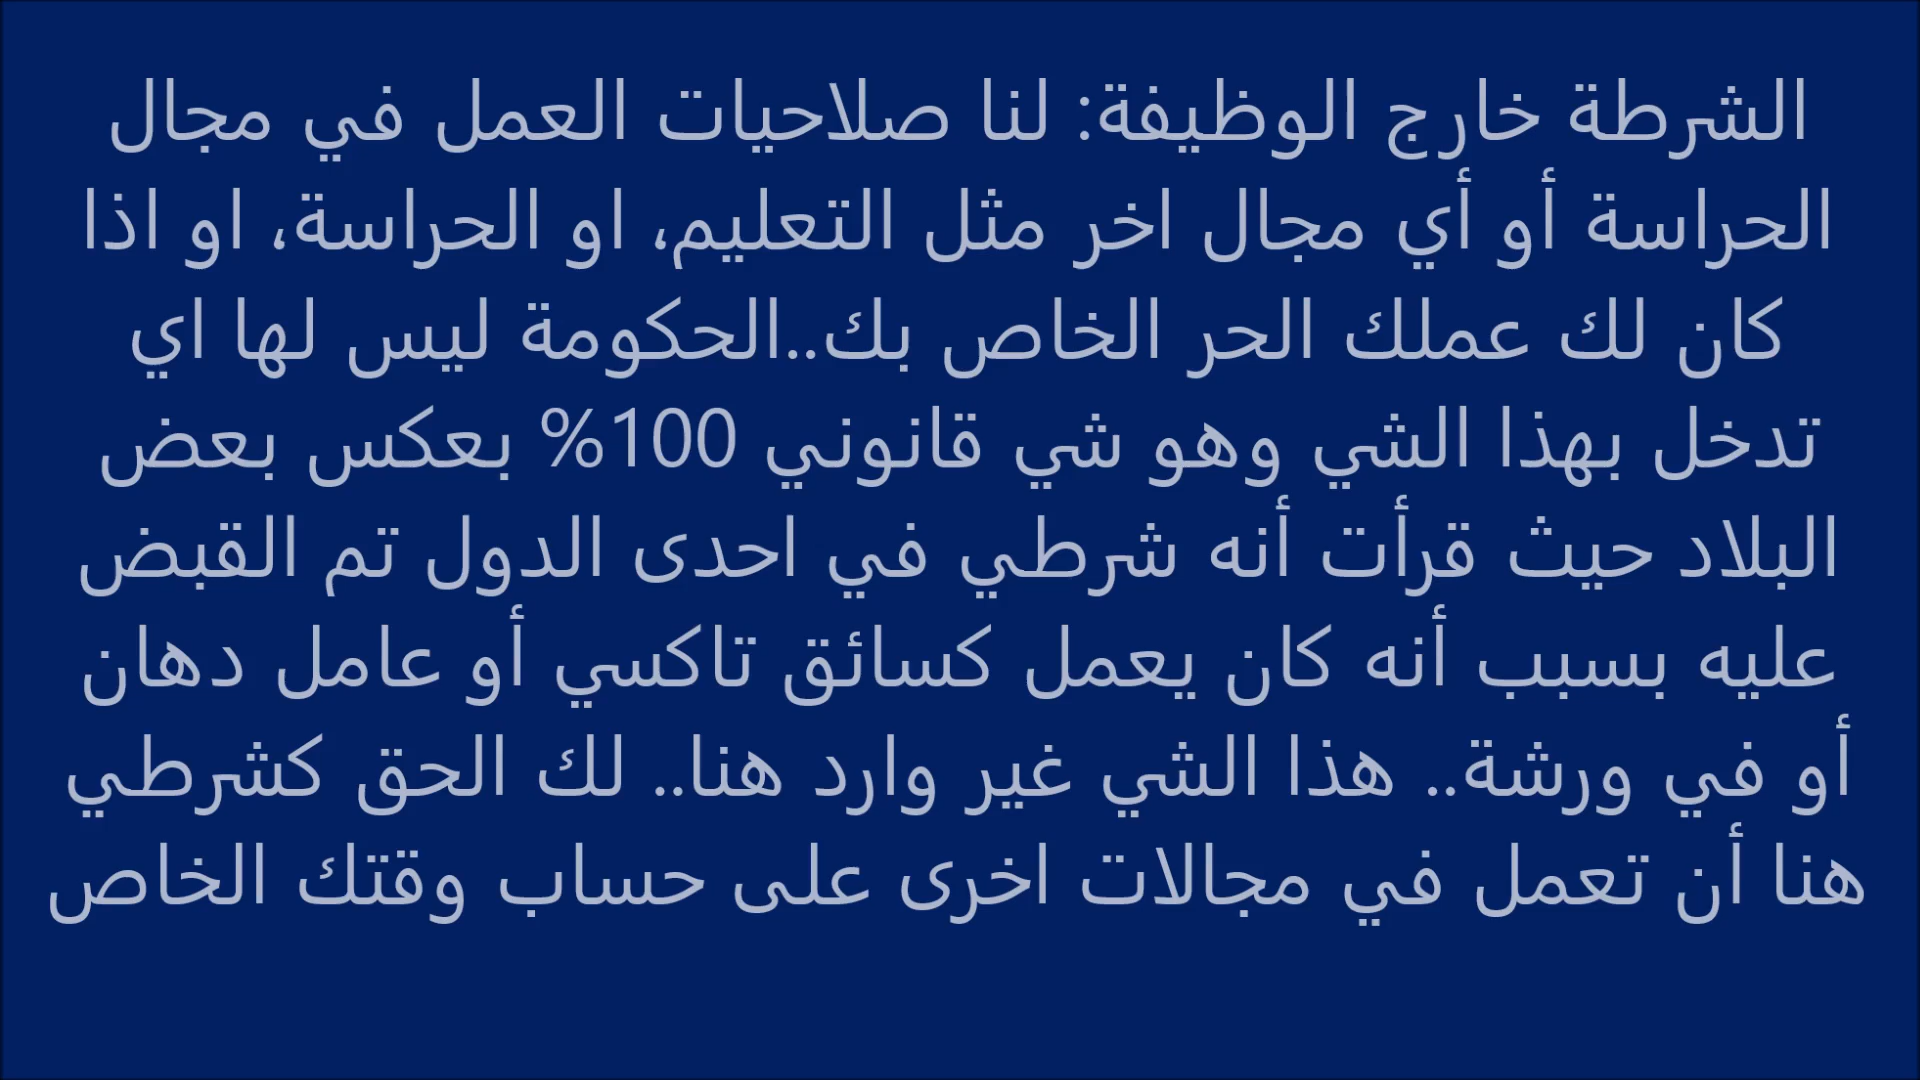 الشرطة خارج الوظيفة: لنا صلاحيات العمل في مجال
الحراسة أو أي مجال اخر مثل التعليم، او الحراسة، او اذا
كان لك عملك الحر الخاص بك..الحكومة ليس لها اي
تدخل بهذا الشي وهو شي قانوني 100% بعكس بعض
البلاد حيث قرأت أنه شرطي في احدى الدول تم القبض
عليه بسبب أنه كان يعمل كسائق تاكسي أو عامل دهان
أو في ورشة.. هذا الشي غير وارد هنا.. لك الحق كشرطي
هنا أن تعمل في مجالات اخرى على حساب وقتك الخاص